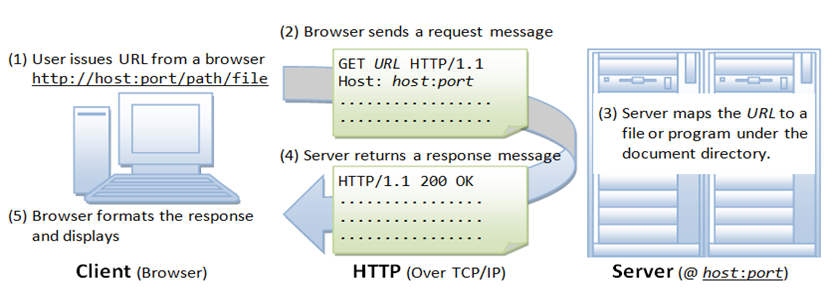 (1) User issues URL from a browser
http://host:port/path/file
(2) Browser sends a request message
GET URL HTTP/1.1
Host: host:port
.................
.................
(3) Server maps the URL to a
file or program under the
document directory.
(4) Server returns a response message
HTTP/1.1 200 OK
................
................
................
(5) Browser formats the response
and displays
Client (Browser)
HTTP (Over TCP/IP)
Server (@ host:port)